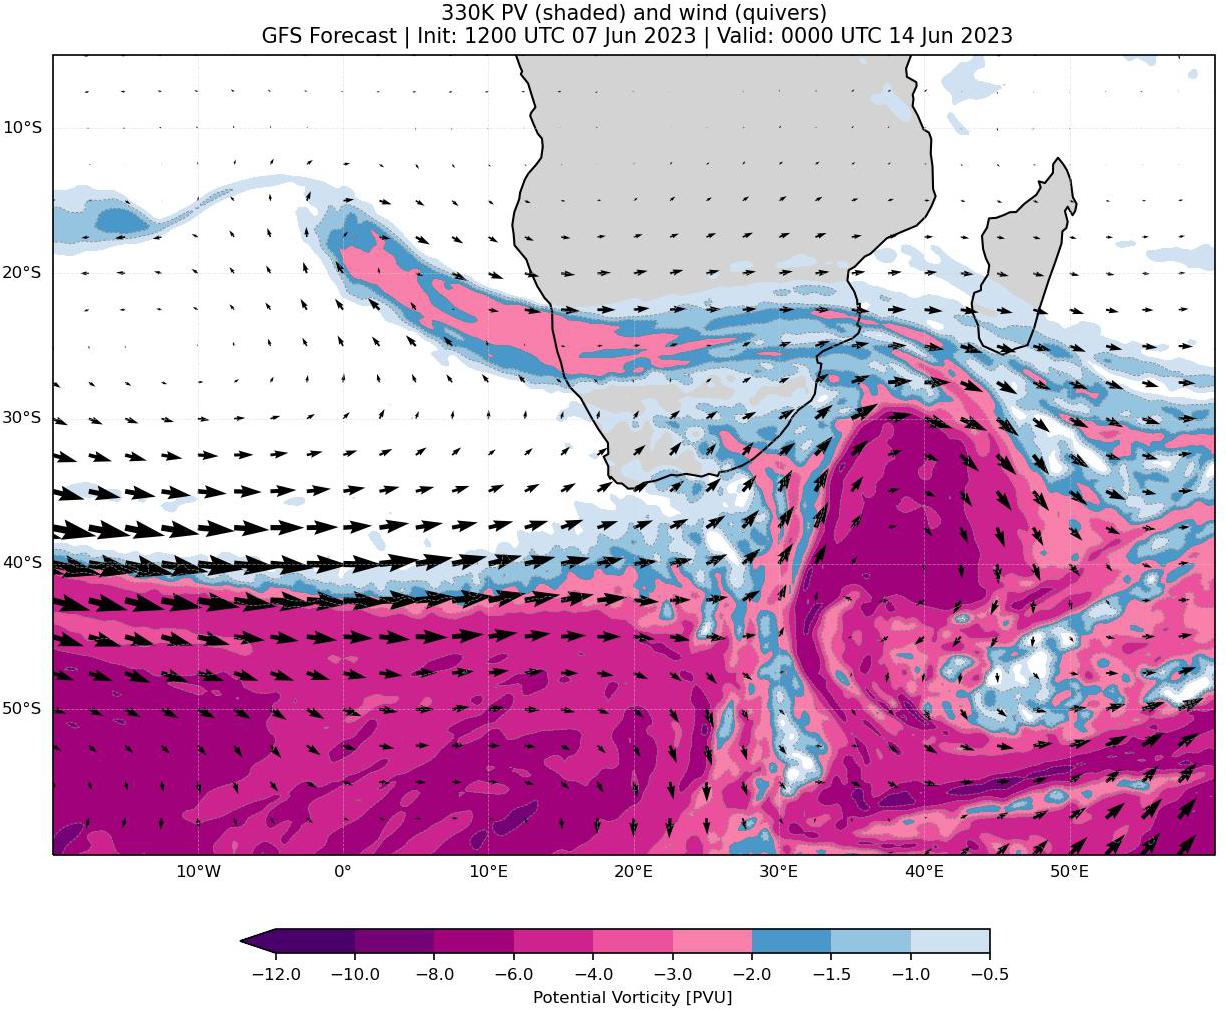 330K PV (shaded) and wind (quivers)
GFS Forecast | Init: 1200 UTC 07 Jun 2023 | Valid: 0000 UTC 14 Jun 2023
10°S
20°S
30°S
40°S
50°S
10°W 0° 10°E 20°E 30°E 40°E 50°E
−12.0 −10.0 −8.0 −6.0 −4.0 −3.0 −2.0 −1.5 −1.0 −0.5
Potential Vorticity [PVU]